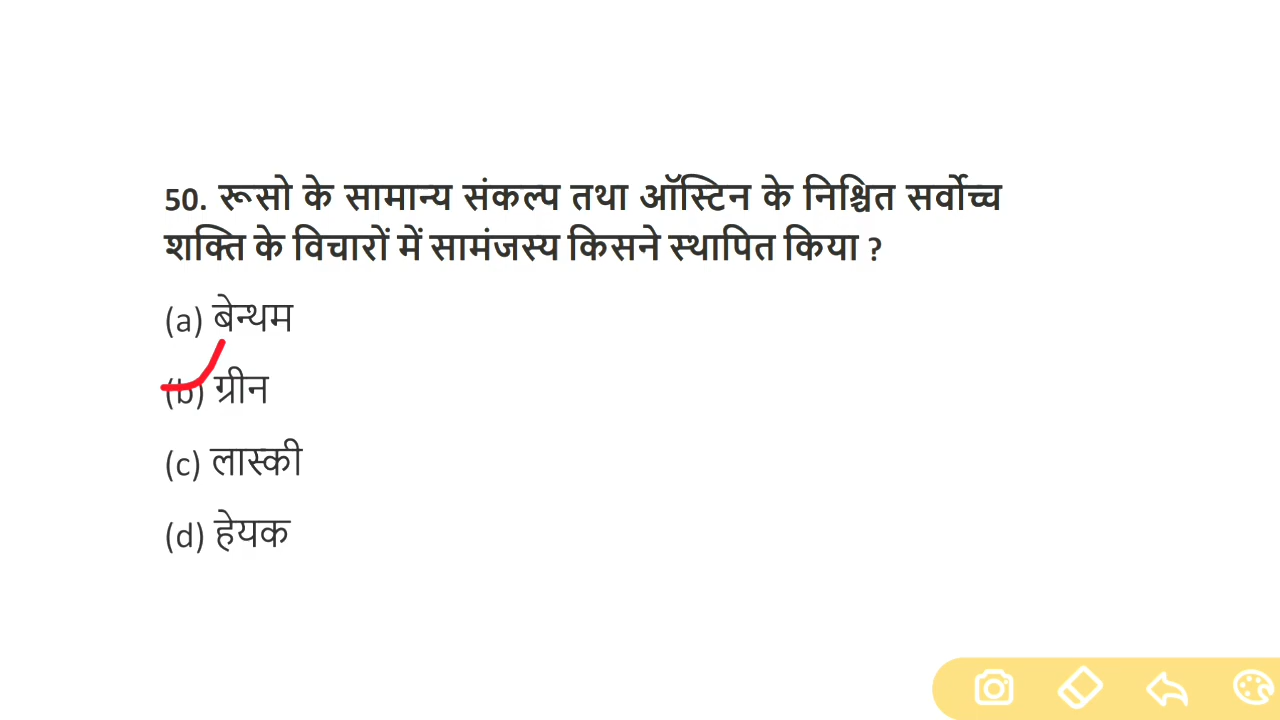 50. रूसो के सामान्य संकल्प तथा ऑस्टिन के निश्चित सर्वोच्च
शक्ति के विचारों में सामंजस्य किसने स्थापित किया ?
(a) बेन्थम
(b) ग्रीन
(c) लास्की
(d) हेयक